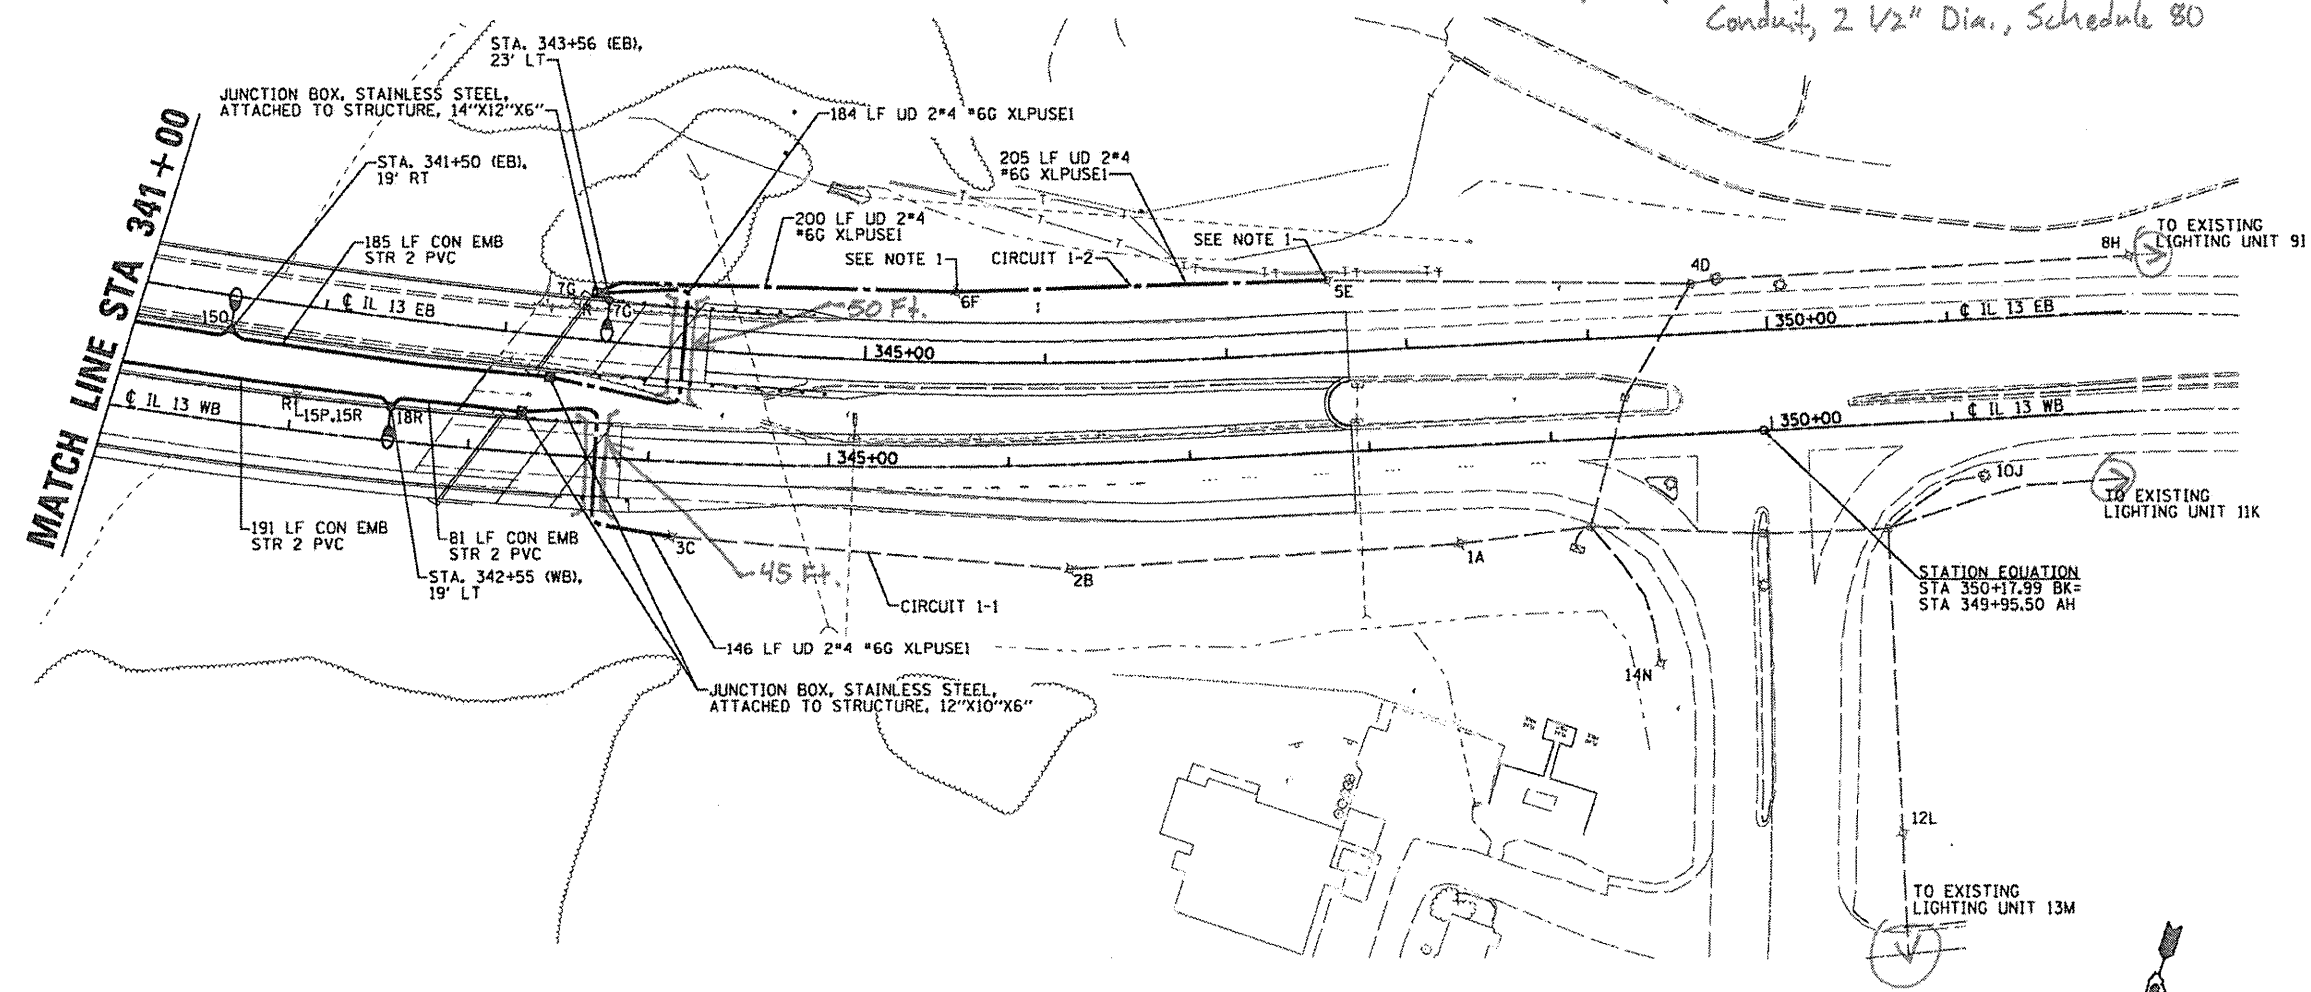 Conduit, 2 1/2" Dia., Schedule 80
STA. 343+56 (EB),
23' LT
JUNCTION BOX, STAINLESS STEEL,
ATTACHED TO STRUCTURE, 14"X12"X6"
184 LF UD 2#4 #6G XLPUSE1
MATCH LINE STA 341+00
STA. 341+50 (EB),
19' RT
205 LF UD 2#4
#6G XLPUSE1
200 LF UD 2#4
#6G XLPUSE1
185 LF CON EMB
STR 2 PVC
SEE NOTE 1
SEE NOTE 1
CIRCUIT 1-2
TO EXISTING
LIGHTING UNIT 9I
8H
4D
7G
6F
5E
R
7G
50 Ft.
15Q
℄ IL 13 EB
345+00
350+00
℄ IL 13 EB
℄ IL 13 WB
R
15P,15R
18R
345+00
350+00
℄ IL 13 WB
10J
TO EXISTING
LIGHTING UNIT 11K
191 LF CON EMB
STR 2 PVC
81 LF CON EMB
STR 2 PVC
3C
1A
2B
45 Ft.
STA. 342+55 (WB),
19' LT
CIRCUIT 1-1
STATION EQUATION
STA 350+17.99 BK=
STA 349+95.50 AH
146 LF UD 2#4 #6G XLPUSE1
14N
JUNCTION BOX, STAINLESS STEEL,
ATTACHED TO STRUCTURE, 12"X10"X6"
12L
TO EXISTING
LIGHTING UNIT 13M